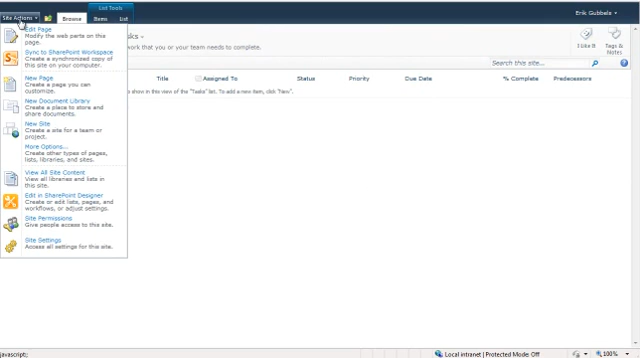 List Tools
Site Actions Browse Items List
Erik Gubbels
Edit Page
Modify the web parts on this
page.
Sync to SharePoint Workspace
Create a synchronized copy of
this site on your computer.
New Page
Create a page you can
customize.
New Document Library
Create a place to store and
share documents.
New Site
Create a site for a team or
project.
More Options...
Create other types of pages,
lists, libraries, and sites.
View All Site Content
View all libraries and lists in
this site.
Edit in SharePoint Designer
Create or edit lists, pages, and
workflows, or adjust settings.
Site Permissions
Give people access to this site.
Site Settings
Access all settings for this site.
sks
work that you or your team needs to complete.
I Like It
Tags &
Notes
Search this site...
Title Assigned To Status Priority Due Date % Complete Predecessors
show in this view of the "Tasks" list. To add a new item, click "New".
javascript:;
Local intranet | Protected Mode: Off
100%